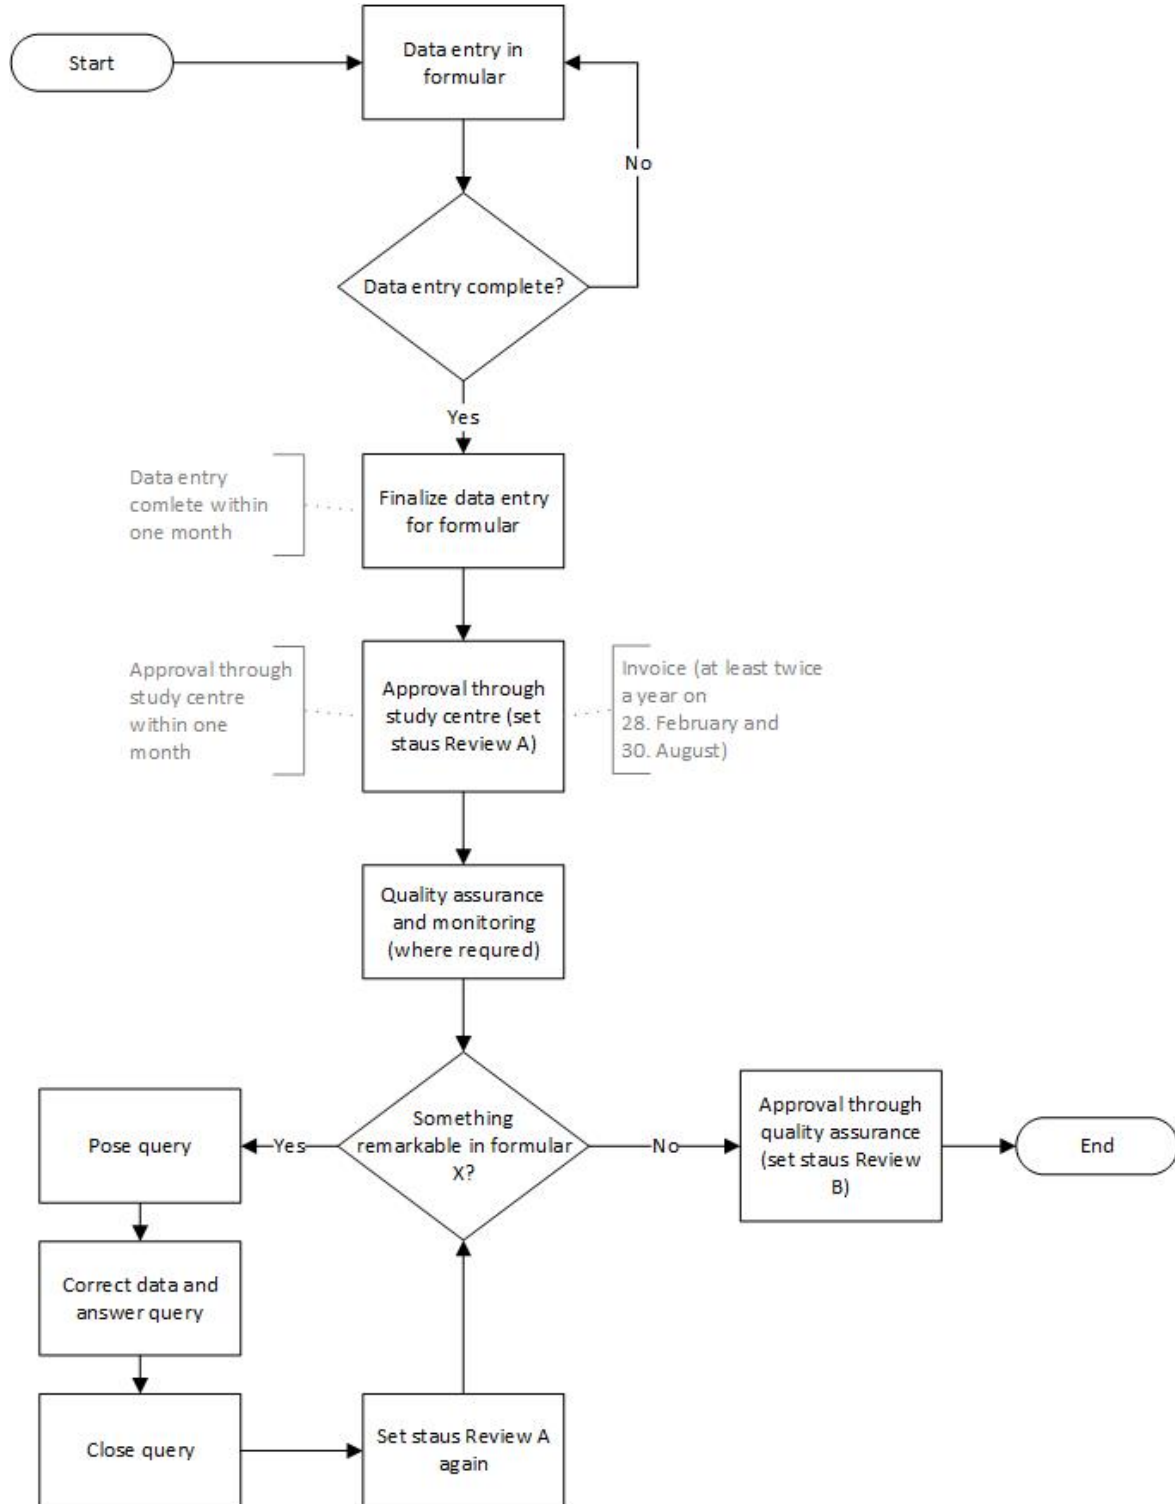 Start
Data entry in
formular
No
Data entry complete?
Yes
Data entry
comlete within
one month
Finalize data entry
for formular
Approval through
study centre
within one
month
Approval through
study centre (set
staus Review A)
Invoice (at least twice
a year on
28. February and
30. August)
Quality assurance
and monitoring
(where requred)
Pose query
Yes
Something
remarkable in formular
X?
No
Approval through
quality assurance
(set staus Review
B)
End
Correct data and
answer query
Close query
Set staus Review A
again